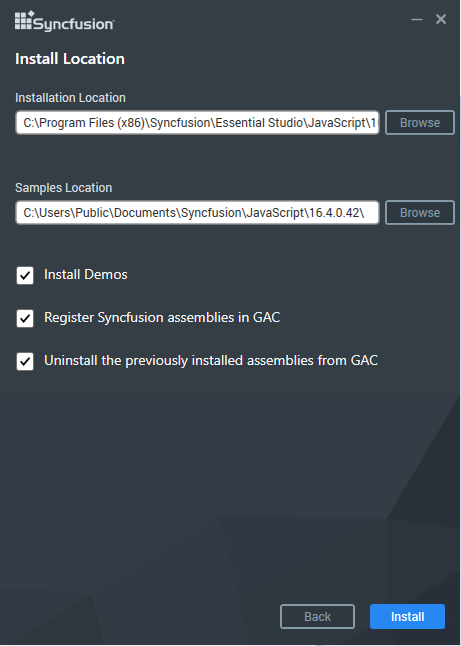 Syncfusion
Install Location
Installation Location
C:\Program Files (x86)\Syncfusion\Essential Studio\JavaScript\1
Browse
Samples Location
C:\Users\Public\Documents\Syncfusion\JavaScript\16.4.0.42\
Browse
Install Demos
Register Syncfusion assemblies in GAC
Uninstall the previously installed assemblies from GAC
Back
Install